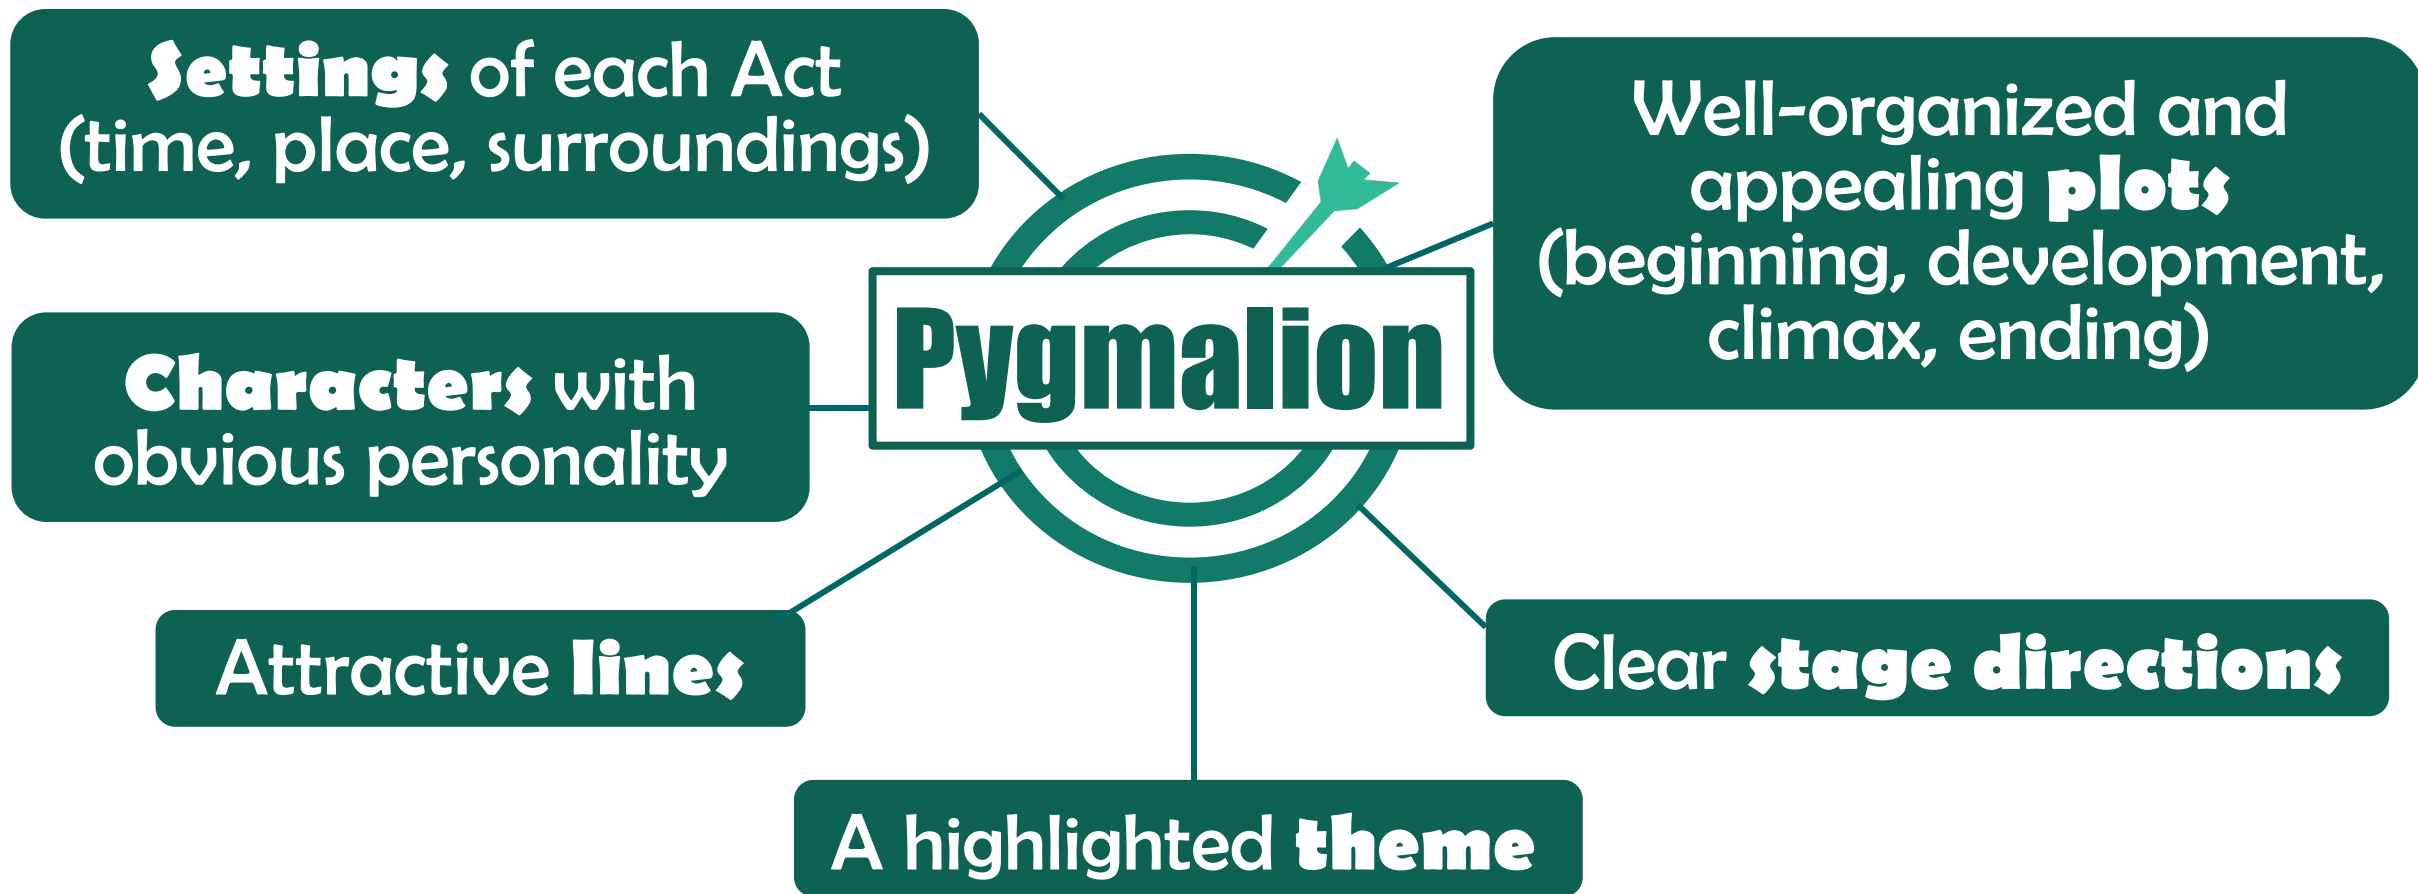 Settings of each Act
(time, place, surroundings)
Well-organized and
appealing plots
(beginning, development,
climax, ending)
Pygmalion
Characters with
obvious personality
Attractive lines
Clear stage directions
A highlighted theme